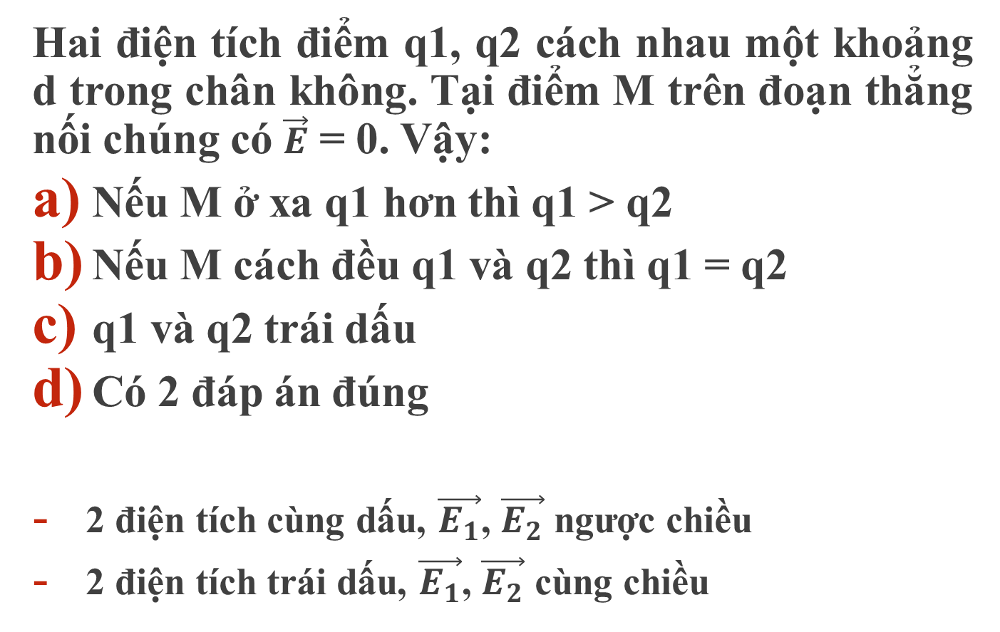 Hai điện tích điểm q1, q2 cách nhau một khoảng
d trong chân không. Tại điểm M trên đoạn thẳng
nối chúng có $\overrightarrow{E}$ = 0. Vậy:
a) Nếu M ở xa q1 hơn thì q1 > q2
b) Nếu M cách đều q1 và q2 thì q1 = q2
c) q1 và q2 trái dấu
d) Có 2 đáp án đúng
- 2 điện tích cùng dấu, $\overrightarrow{E_1}$, $\overrightarrow{E_2}$ ngược chiều
- 2 điện tích trái dấu, $\overrightarrow{E_1}$, $\overrightarrow{E_2}$ cùng chiều